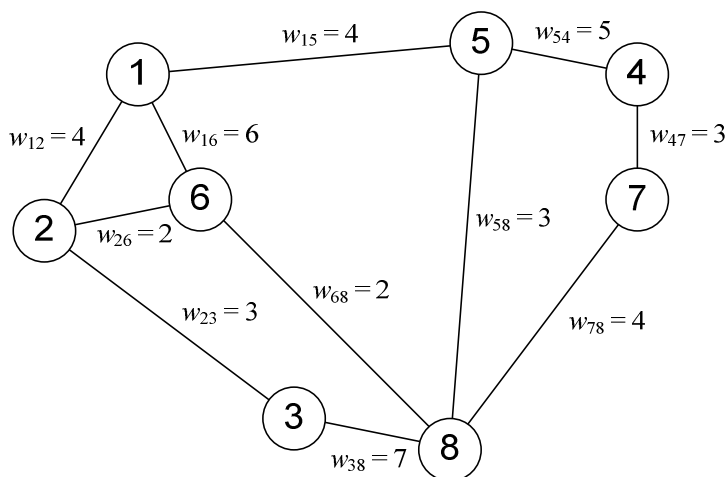 w15 = 4
5
w54 = 5
1
4
w12 = 4
w16 = 6
w47 = 3
6
7
2
w26 = 2
w58 = 3
w68 = 2
w23 = 3
w78 = 4
3
8
w38 = 7